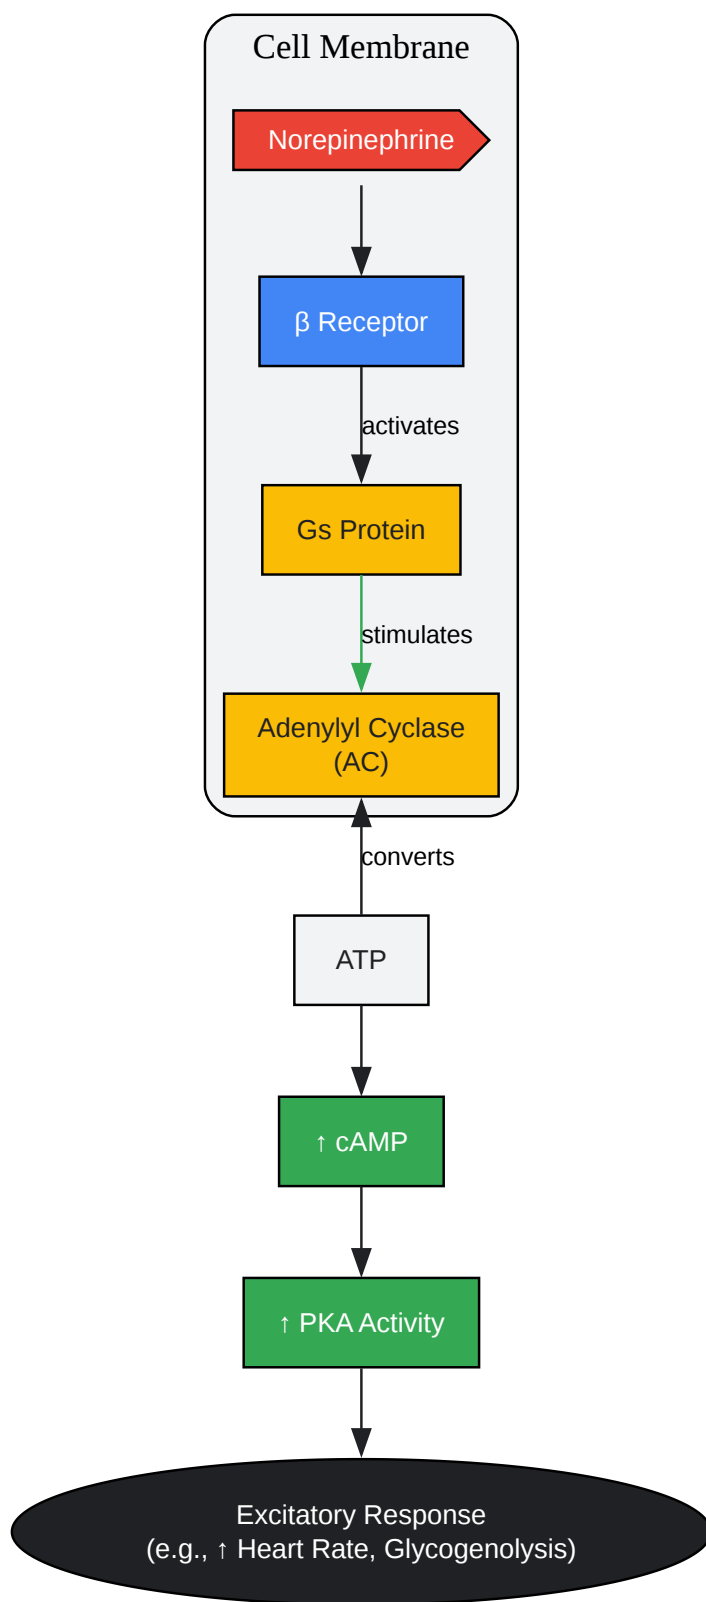 Cell Membrane
Norepinephrine
β Receptor
activates
Gs Protein
stimulates
Adenylyl Cyclase
(AC)
converts
ATP
↑ cAMP
↑ PKA Activity
Excitatory Response
(e.g., ↑ Heart Rate, Glycogenolysis)